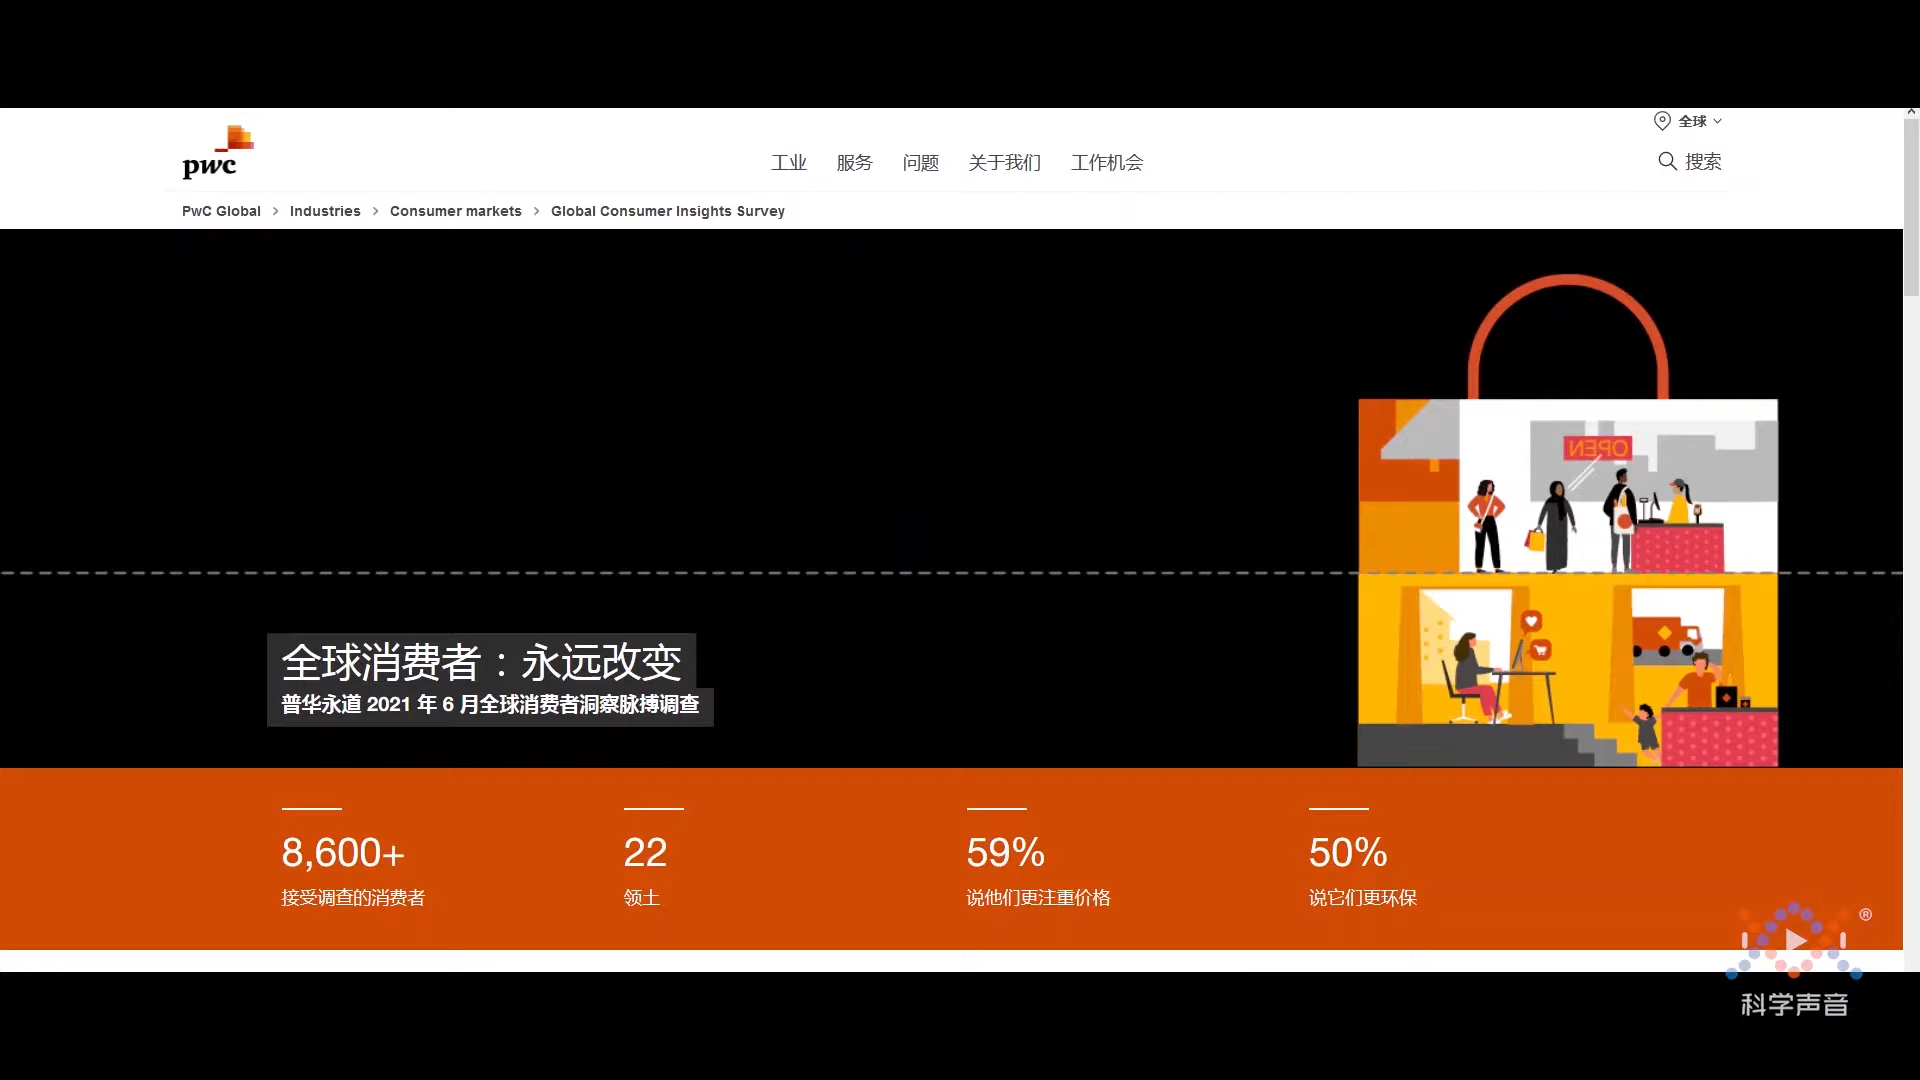 全球
pwc
工业 服务 问题 关于我们 工作机会
搜索
PwC Global > Industries > Consumer markets > Global Consumer Insights Survey
OPEN
全球消费者：永远改变
普华永道 2021 年 6 月全球消费者洞察脉搏调查
8,600+ 22 59% 50%
接受调查的消费者 领土 说他们更注重价格 说它们更环保
®
科学声音